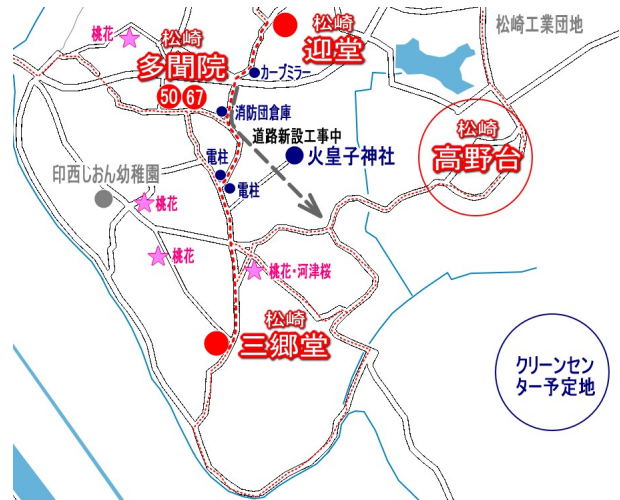 桃花
松崎
迎堂
松崎工業団地
松崎
多聞院
50 67
カーブミラー
消防団倉庫
道路新設工事中
火皇子神社
松崎
高野台
電柱
電柱
印西しおん幼稚園
桃花
桃花
桃花・河津桜
松崎
三郷堂
クリーンセン
ター予定地